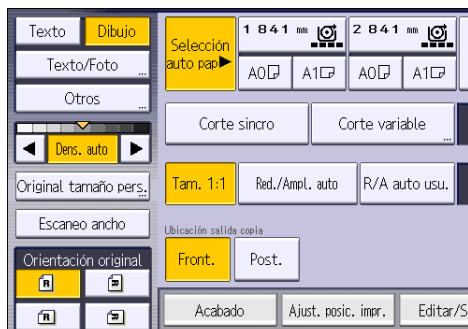 Texto Dibujo
Texto/Foto ...
Otros ...
Dens. auto
Original tamaño pers.
Escaneo ancho
Orientación original
R R
R R
Selección
auto pap▶
1 841 mm
2 841 mm
A0 A1 A0 A1
Corte sincro
Corte variable ...
Tam. 1:1
Red./Ampl. auto
R/A auto usu.
Ubicación salida copia
Front. Post.
Acabado
Ajust. posic. impr.
Editar/S